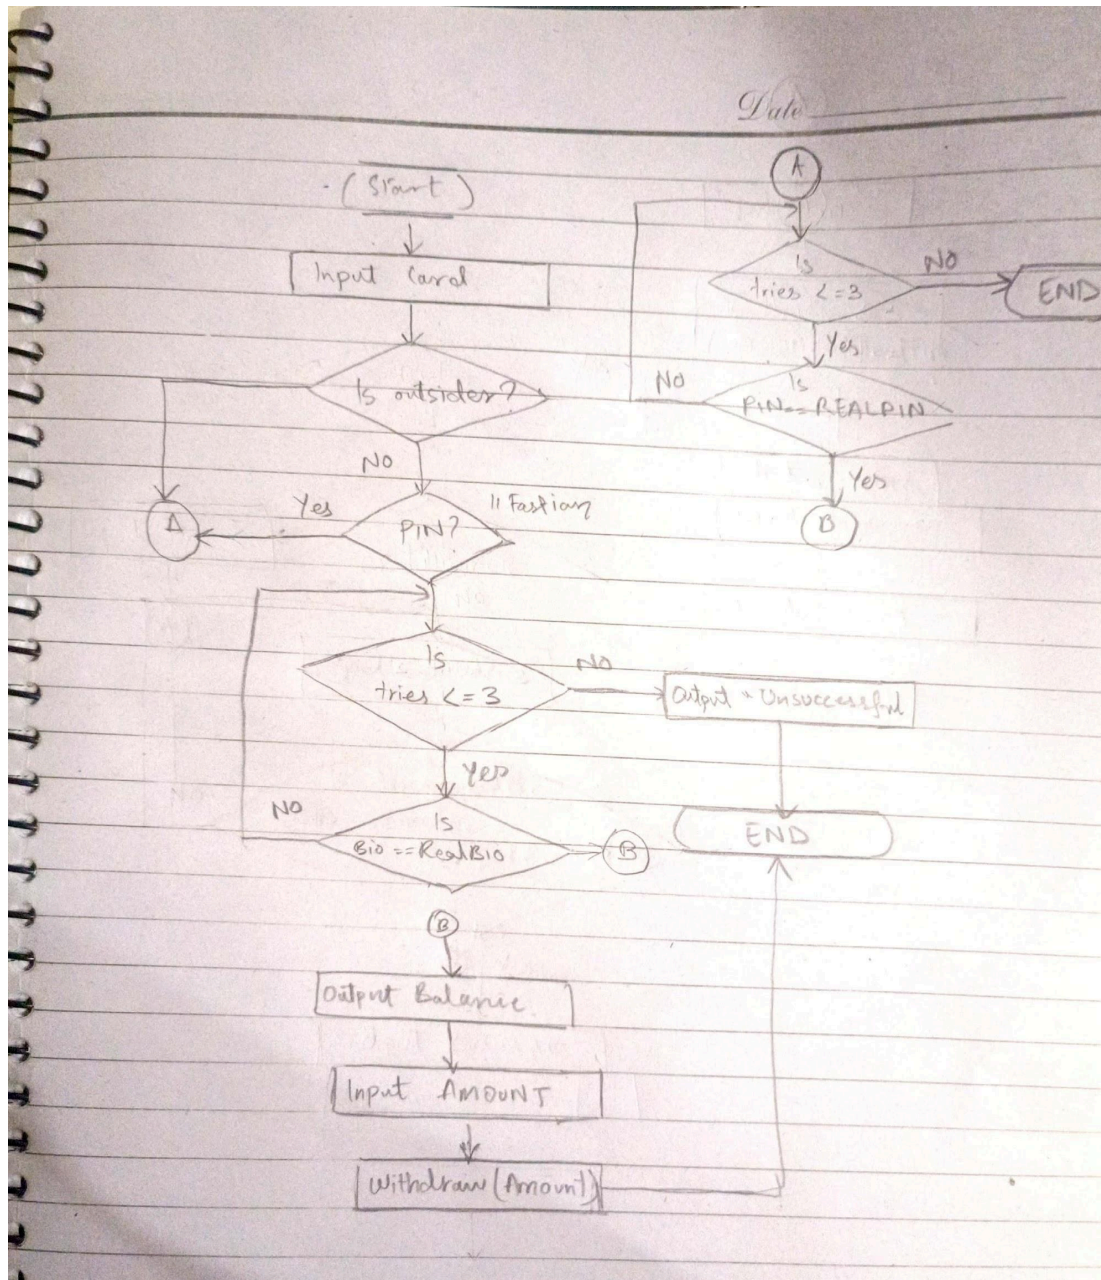 Date
(Start)
Input Card
Is outsider?
NO
Yes
A
PIN?
11 Fastian
Is
tries <=3
NO
Output "Unsuccessful
Yes
END
NO
Is
Bio ==RealBIO
B
B
Output Balanie
Input AMOUNT
Withdraw(Amount)
A
Is
tries <=3
NO
END
Yes
NO
Is
PIN==REALPIN
Yes
B